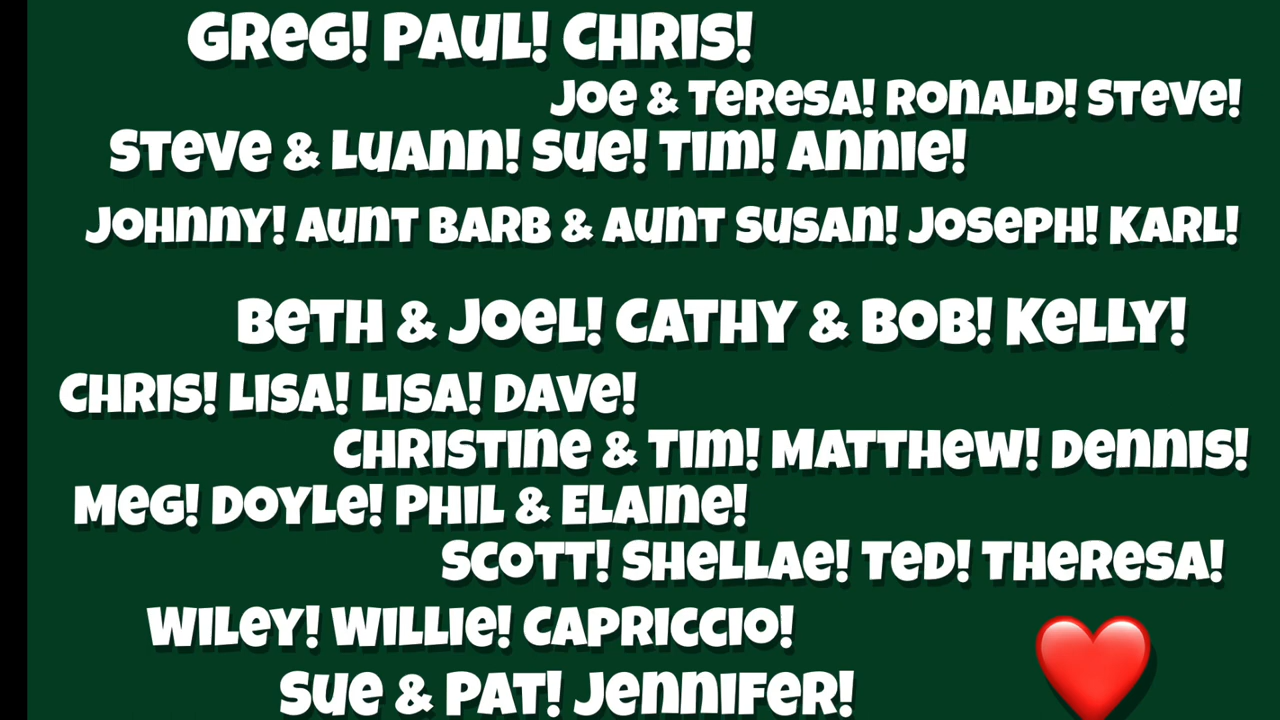 Greg! Paul! Chris!
Joe & Teresa! Ronald! Steve!
Steve & LuAnn! Sue! Tim! Annie!
Johnny! Aunt Barb & Aunt Susan! Joseph! Karl!
Beth & Joel! Cathy & Bob! Kelly!
Chris! Lisa! Lisa! Dave!
Christine & Tim! Matthew! Dennis!
Meg! Doyle! Phil & Elaine!
Scott! Shellae! Ted! Theresa!
Wiley! Willie! Capriccio!
Sue & Pat! Jennifer!